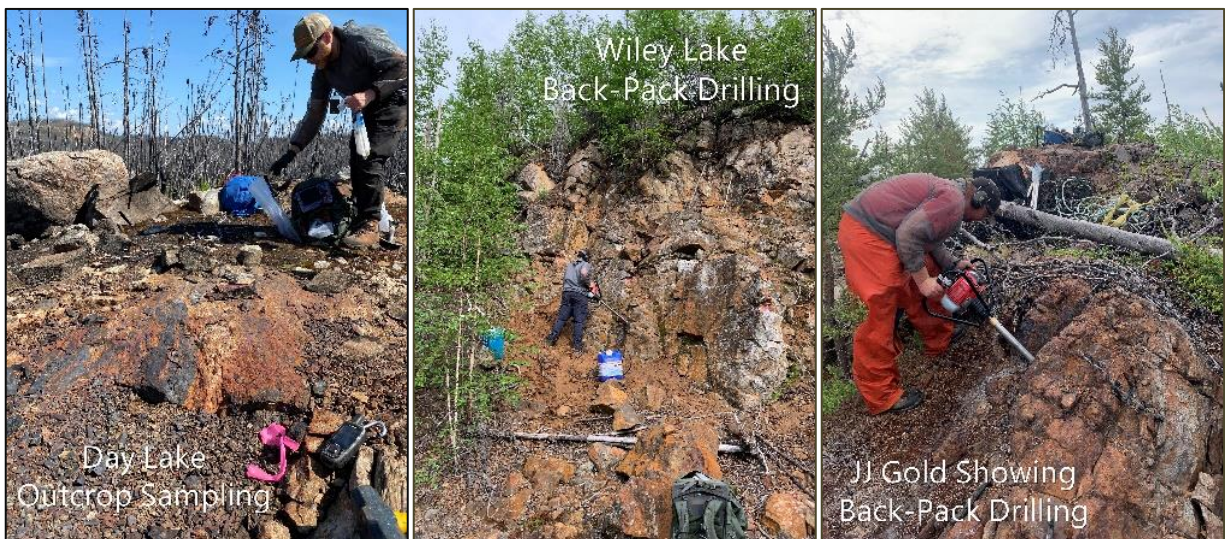 Day Lake
Outcrop Sampling
Wiley Lake
Back-Pack Drilling
JJ Gold Showing
Back-Pack Drilling